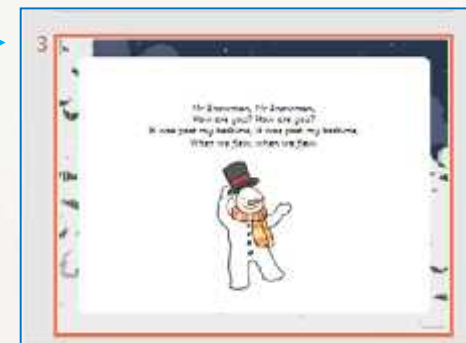 3
Mr Snowman, Mr Snowman,
How are you? How are you?
It was past my bedtime, it was past my bedtime,
When we flew, when we flew.